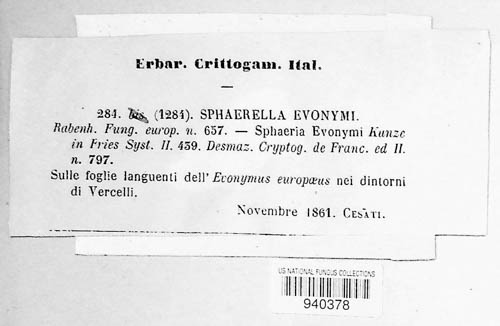 Erbar. Crittogam. Ital.
284. bis (1284). SPHAERELLA EVONYMI.
Rabenh. Fung. europ. n. 657. — Sphaeria Evonymi Kunze
in Fries Syst. II. 439. Desmaz. Cryptog. de Franc. ed II.
n. 797.
Sulle foglie languenti dell' Evonymus europæus nei dintorni
di Vercelli.
Novembre 1861. CESATI.
US NATIONAL FUNGUS COLLECTIONS
940378